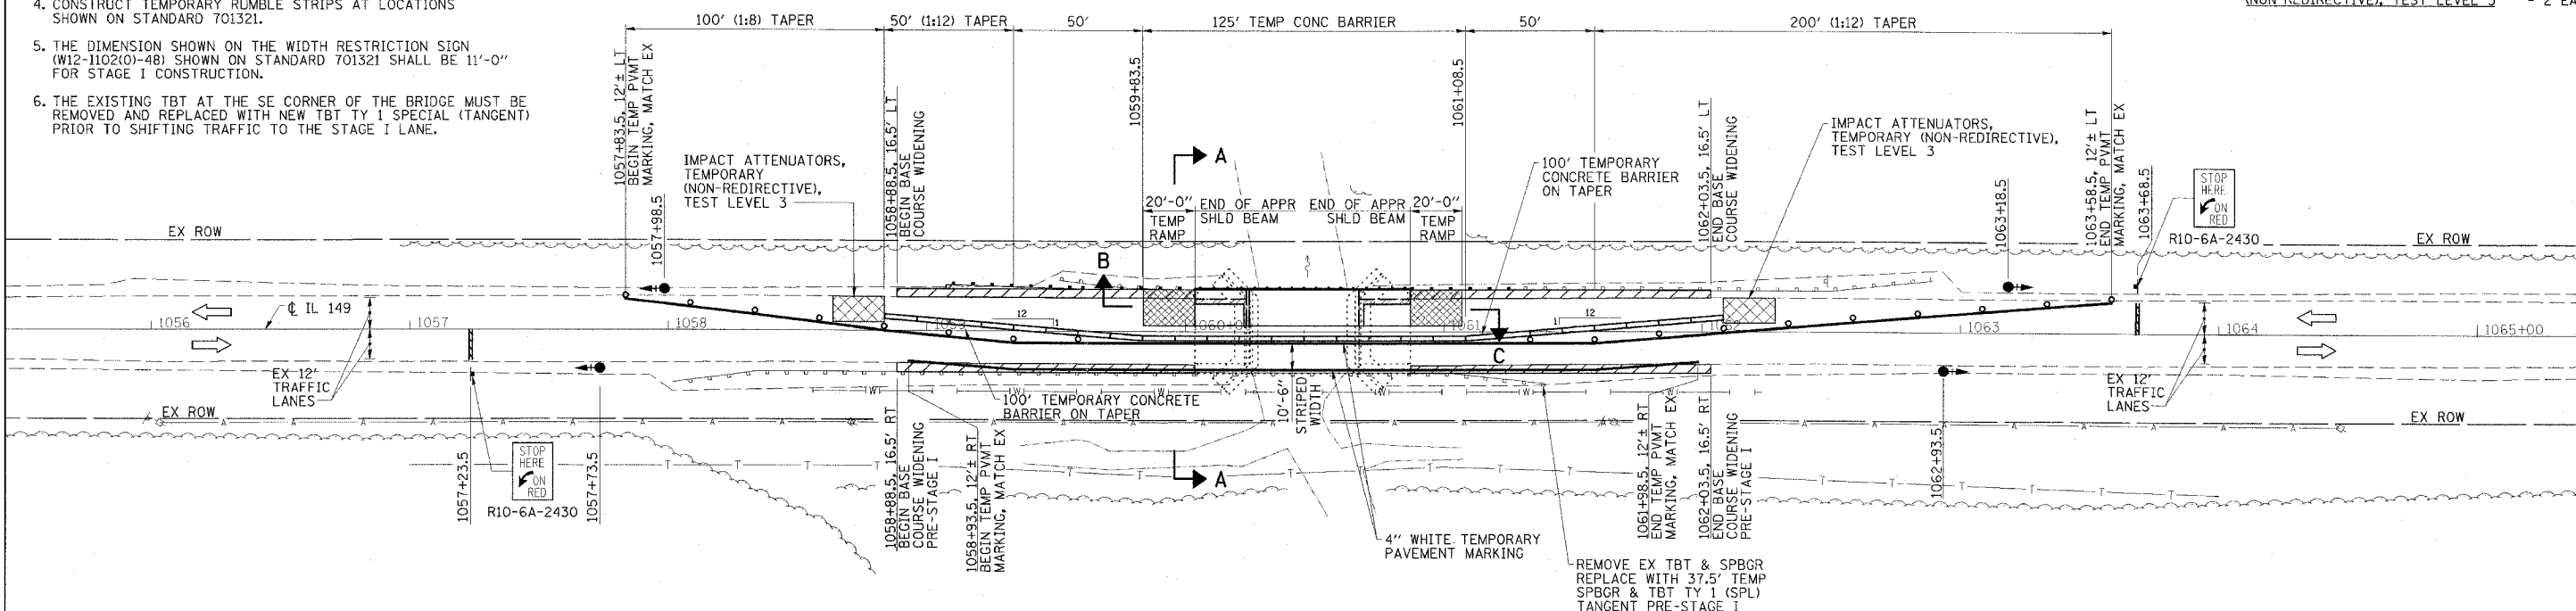 4. CONSTRUCT TEMPORARY RUMBLE STRIPS AT LOCATIONS
SHOWN ON STANDARD 701321.
5. THE DIMENSION SHOWN ON THE WIDTH RESTRICTION SIGN
(W12-1102(0)-48) SHOWN ON STANDARD 701321 SHALL BE 11'-0"
FOR STAGE I CONSTRUCTION.
6. THE EXISTING TBT AT THE SE CORNER OF THE BRIDGE MUST BE
REMOVED AND REPLACED WITH NEW TBT TY 1 SPECIAL (TANGENT)
PRIOR TO SHIFTING TRAFFIC TO THE STAGE I LANE.
(NON-REDIRECTIVE), TEST LEVEL 3 - 2 EA
100' (1:8) TAPER
50' (1:12) TAPER
50'
125' TEMP CONC BARRIER
50'
200' (1:12) TAPER
1057+83.5, 12'± LT
BEGIN TEMP PVMT
MARKING, MATCH EX
1057+98.5
IMPACT ATTENUATORS,
TEMPORARY
(NON-REDIRECTIVE),
TEST LEVEL 3
1058+88.5, 16.5' LT
BEGIN BASE
COURSE WIDENING
1059+83.5
A
20'-0"
TEMP
RAMP
END OF APPR
SHLD BEAM
END OF APPR
SHLD BEAM
20'-0"
TEMP
RAMP
1061+08.5
100' TEMPORARY
CONCRETE BARRIER
ON TAPER
1062+03.5, 16.5' LT
END BASE
COURSE WIDENING
IMPACT ATTENUATORS,
TEMPORARY (NON-REDIRECTIVE),
TEST LEVEL 3
1063+18.5
1063+58.5, 12'± LT
END TEMP PVMT
MARKING, MATCH EX
1063+68.5
STOP
HERE
ON
RED
R10-6A-2430
EX ROW
EX ROW
B
C
℄ IL 149
1056
1057
1058
1059
1060+00
1061
1062
1063
1064
1065+00
12
1
1
12
EX 12'
TRAFFIC
LANES
EX 12'
TRAFFIC
LANES
EX ROW
EX ROW
W
W
W
W
W
W
A A A A A A A A
T T T T T T T
1057+23.5
STOP
HERE
ON
RED
R10-6A-2430
1057+73.5
1058+88.5, 16.5' RT
BEGIN BASE
COURSE WIDENING
PRE-STAGE I
1058+93.5, 12'± RT
BEGIN TEMP PVMT
MARKING, MATCH EX
100' TEMPORARY CONCRETE
BARRIER ON TAPER
A
10'-6"
STRIPED
WIDTH
4" WHITE TEMPORARY
PAVEMENT MARKING
REMOVE EX TBT & SPBGR
REPLACE WITH 37.5' TEMP
SPBGR & TBT TY 1 (SPL)
TANGENT PRE-STAGE I
1061+98.5, 12'± RT
END TEMP PVMT
MARKING, MATCH EX
1062+03.5, 16.5' RT
END BASE
COURSE WIDENING
PRE-STAGE I
1062+93.5